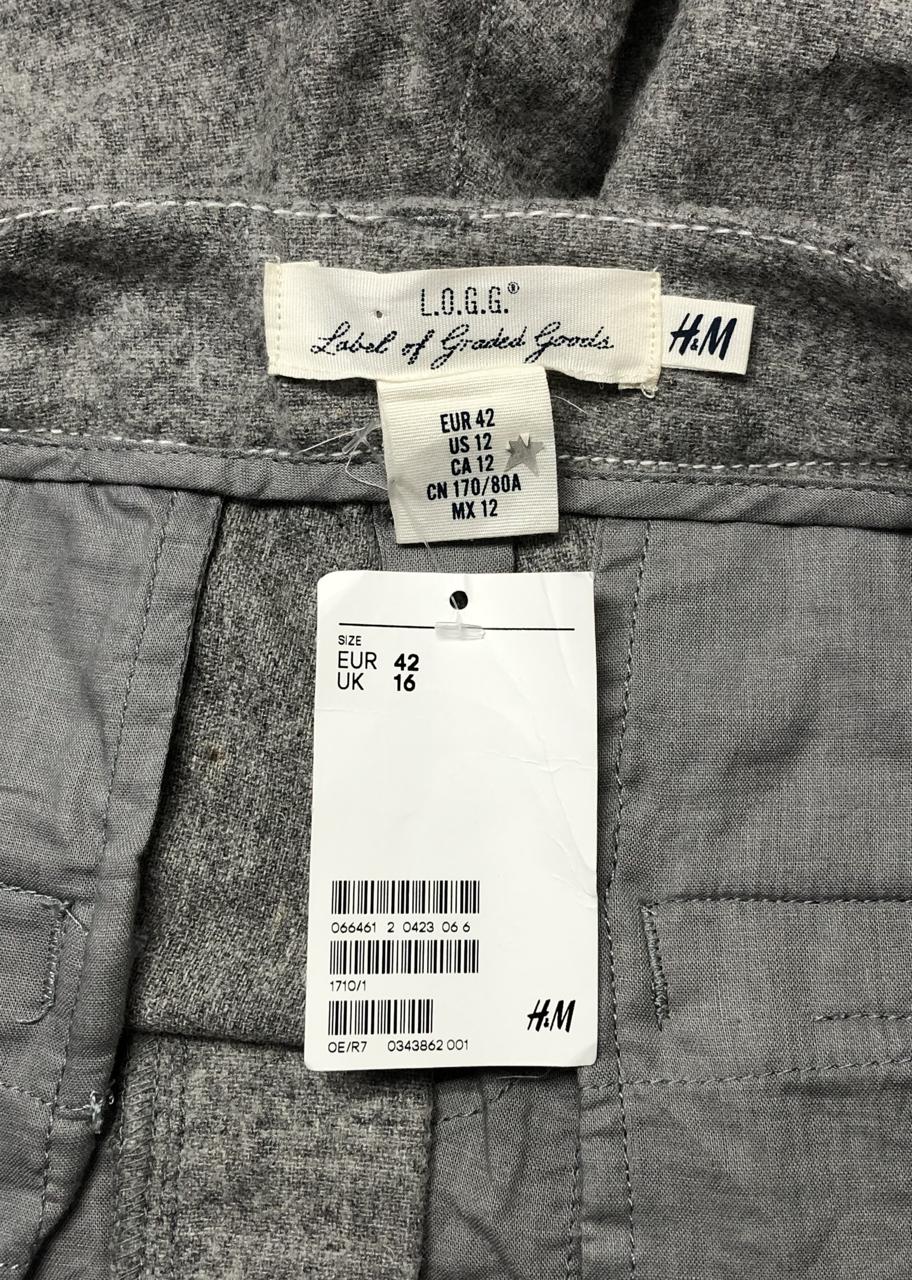 L.O.G.G.®
Label of Graded Goods
H&M
EUR 42
US 12
CA 12
CN 170/80A
MX 12
SIZE
EUR 42
UK 16
066461 2 0423 06 6
1710/1
OE/R7 0343862 001
H&M